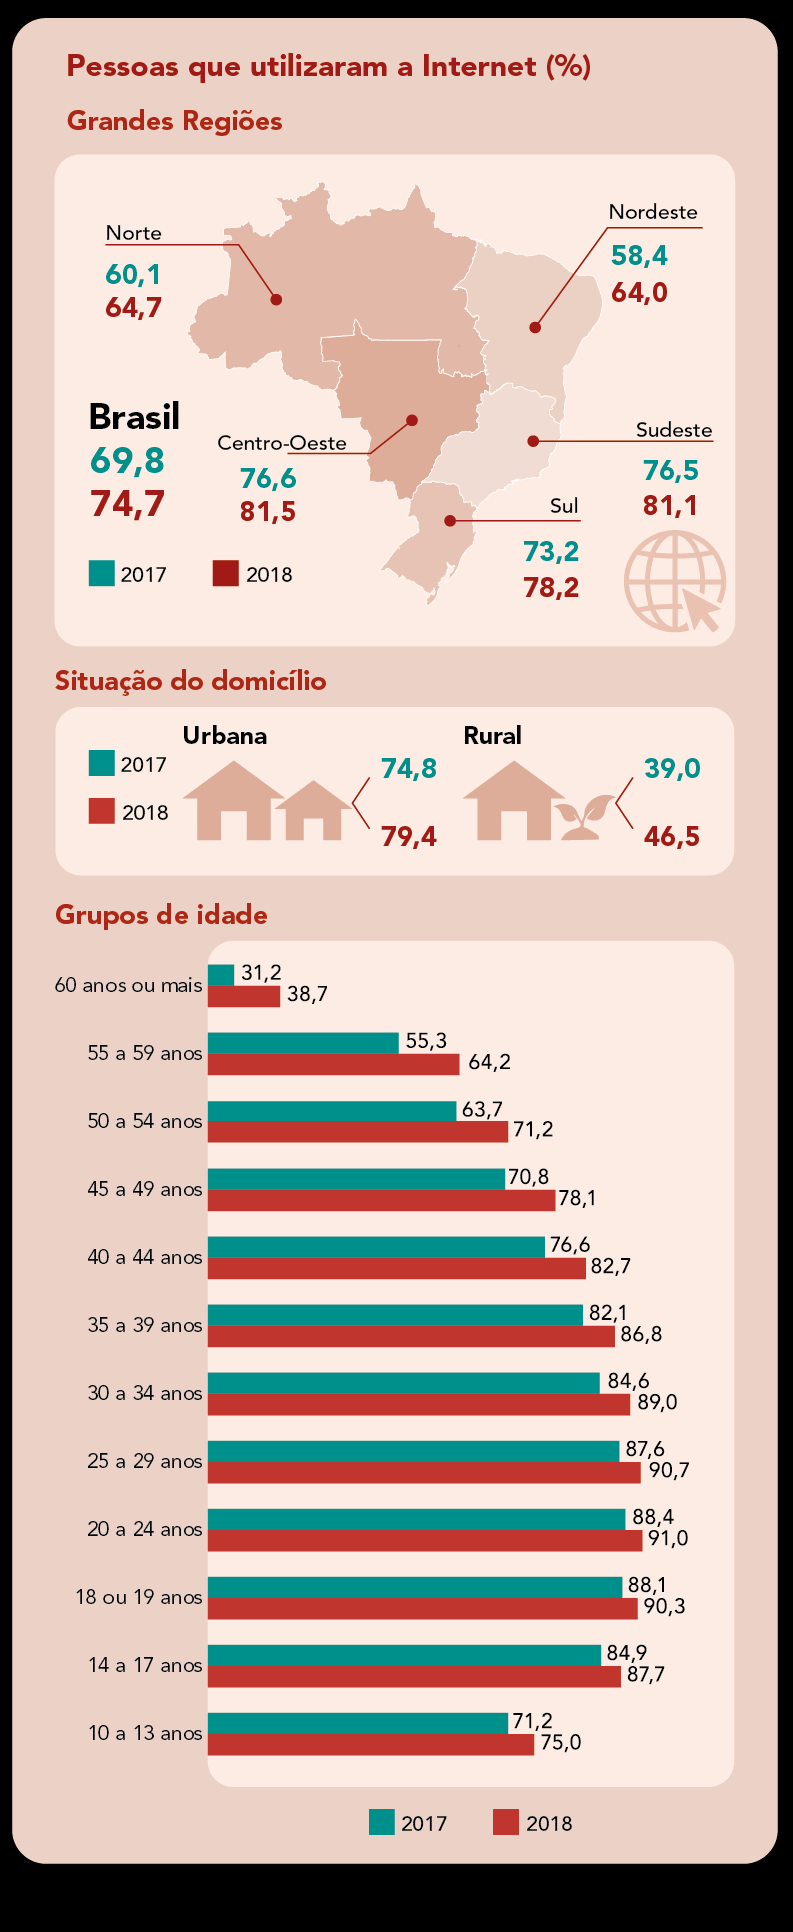 Pessoas que utilizaram a Internet (%)
Grandes Regiões
Norte
60,1
64,7
Nordeste
58,4
64,0
Brasil
69,8
74,7
Centro-Oeste
76,6
81,5
Sudeste
76,5
81,1
Sul
73,2
78,2
2017 2018
Situação do domicílio
2017
2018
Urbana
74,8
79,4
Rural
39,0
46,5
Grupos de idade
60 anos ou mais 31,2
38,7
55 a 59 anos 55,3
64,2
50 a 54 anos 63,7
71,2
45 a 49 anos 70,8
78,1
40 a 44 anos 76,6
82,7
35 a 39 anos 82,1
86,8
30 a 34 anos 84,6
89,0
25 a 29 anos 87,6
90,7
20 a 24 anos 88,4
91,0
18 ou 19 anos 88,1
90,3
14 a 17 anos 84,9
87,7
10 a 13 anos 71,2
75,0
2017 2018